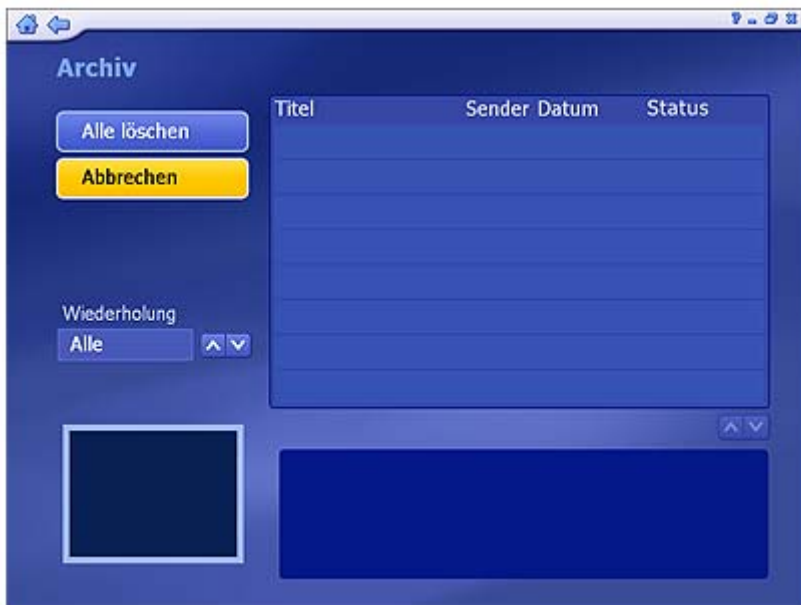 Archiv
Alle löschen
Abbrechen
Titel Sender Datum Status
Wiederholung
Alle